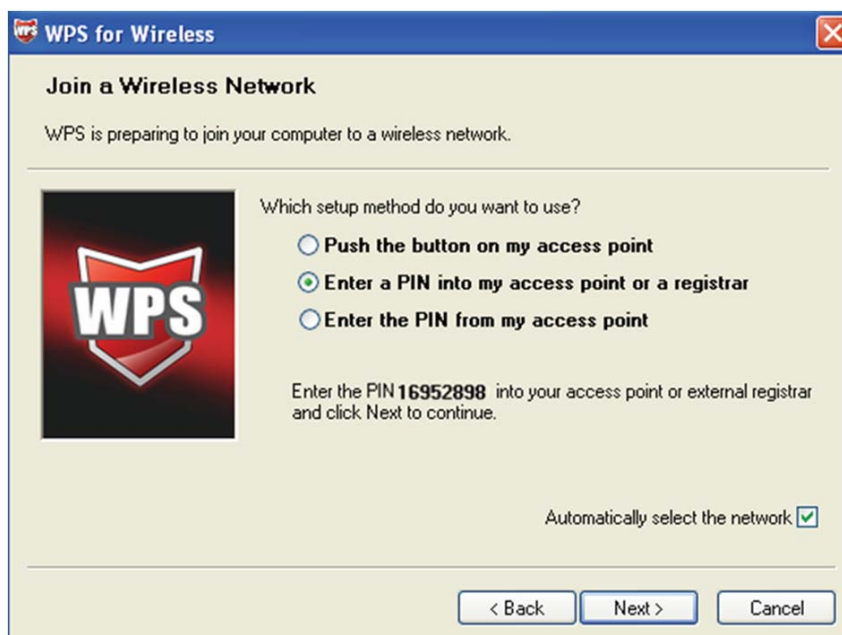 WPS for Wireless
Join a Wireless Network
WPS is preparing to join your computer to a wireless network.
WPS
Which setup method do you want to use?
Push the button on my access point
Enter a PIN into my access point or a registrar
Enter the PIN from my access point
Enter the PIN 16952898 into your access point or external registrar
and click Next to continue.
Automatically select the network
< Back
Next >
Cancel